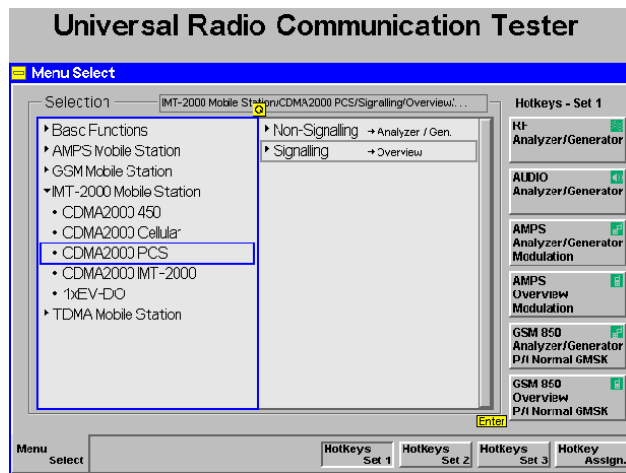 Universal Radio Communication Tester
Menu Select
Selection
IMT-2000 Mobile Station/CDMA2000 PCS/Signalling/Overview/. . .
Hotkeys - Set 1
Basc Functions
AMPS Mobile Station
GSM Mobile Station
IMT-2000 Mobile Station
• CDMA2000 450
• CDMA2000 Cellular
• CDMA2000 PCS
• CDMA2000 IMT-2000
• 1xEV-DO
TDMA Mobile Station
Non-Signalling → Analyzer / Gen.
Signalling → Overview
RF
Analyzer/Generator
AUDIO
Analyzer/Generator
AMPS
Analyzer/Generator
Modulation
AMPS
Overview
Modulation
GSM 850
Analyzer/Generator
P/t Normal GMSK
GSM 850
Overview
P/t Normal GMSK
Enter
Menu
Select
Hotkeys
Set 1
Hotkeys
Set 2
Hotkeys
Set 3
Hotkey
Assign.